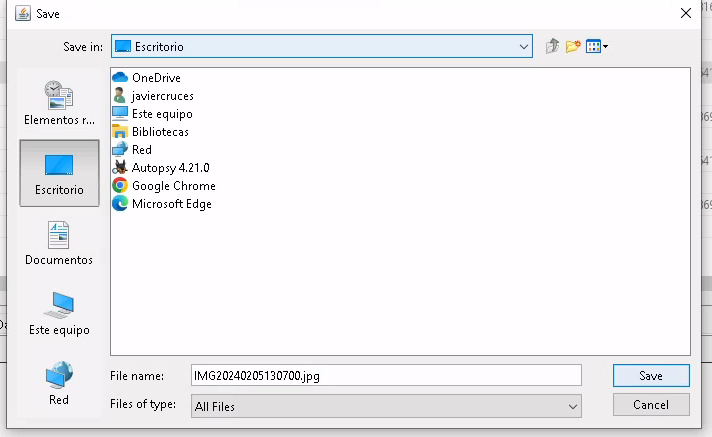 Save
Save in: Escritorio
OneDrive
javiercruces
Este equipo
Bibliotecas
Red
Autopsy 4.21.0
Google Chrome
Microsoft Edge
Elementos r...
Escritorio
Documentos
Este equipo
Red
File name: IMG20240205130700.jpg
Save
Files of type: All Files
Cancel